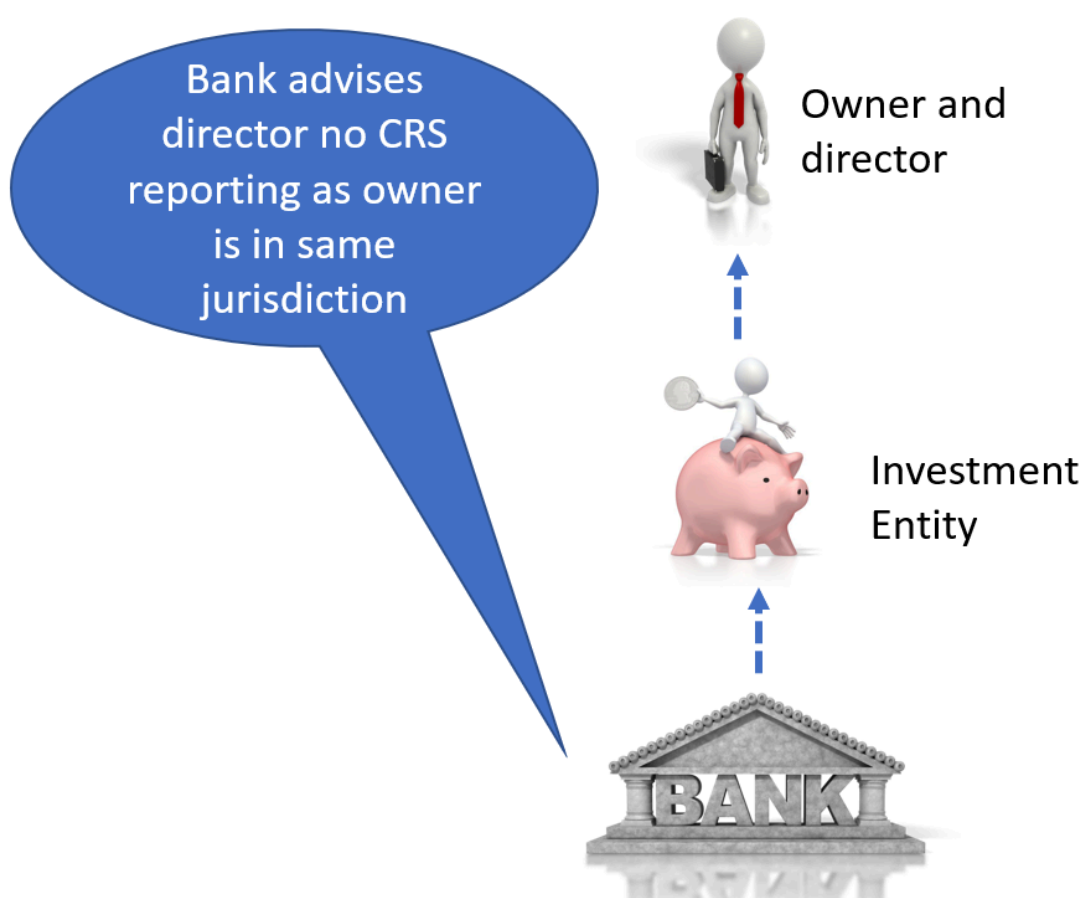 Bank advises
director no CRS
reporting as owner
is in same
jurisdiction
Owner and
director
Investment
Entity
BANK